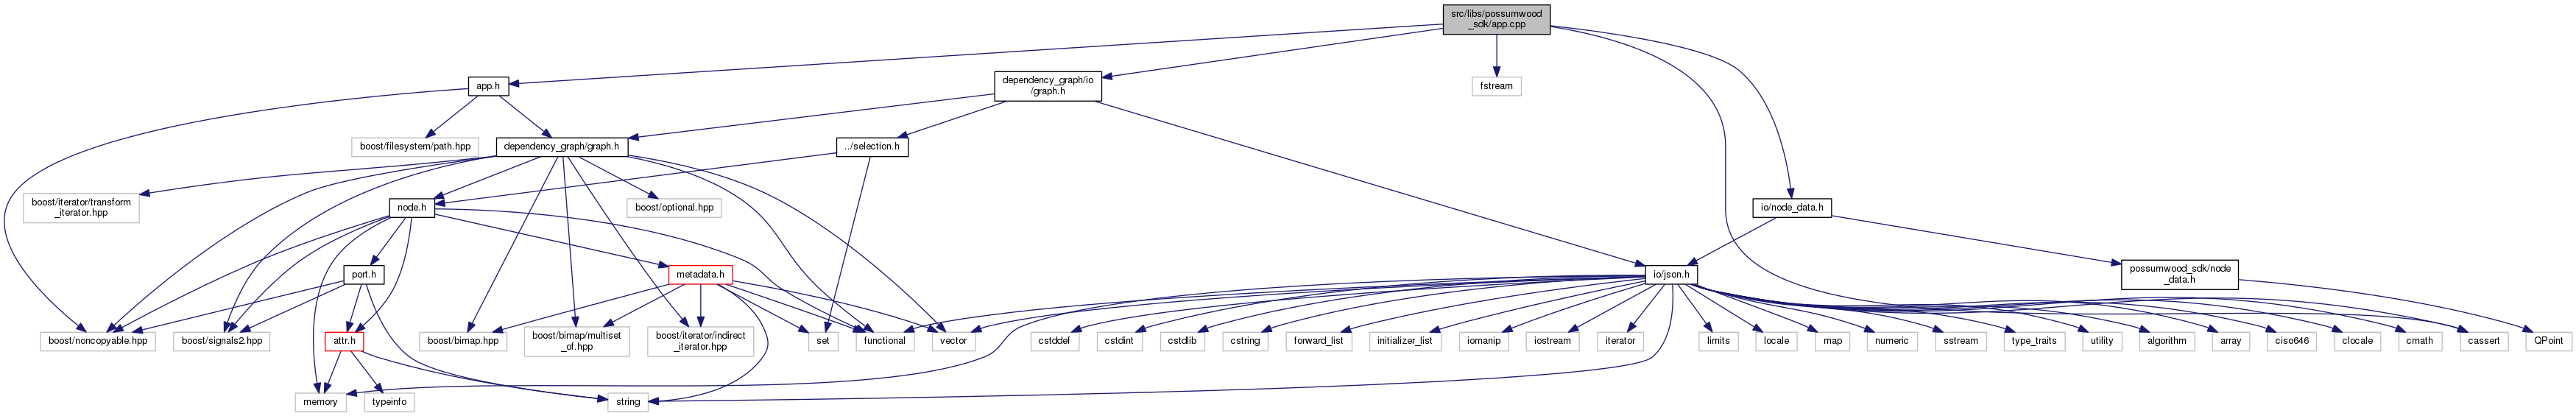 src/libs/possumwood
_sdk/app.cpp
app.h
dependency_graph/io
/graph.h
fstream
boost/filesystem/path.hpp
dependency_graph/graph.h
../selection.h
boost/iterator/transform
_iterator.hpp
node.h
boost/optional.hpp
io/node_data.h
port.h
metadata.h
io/json.h
possumwood_sdk/node
_data.h
boost/noncopyable.hpp
boost/signals2.hpp
attr.h
boost/bimap.hpp
boost/bimap/multiset
_of.hpp
boost/iterator/indirect
_iterator.hpp
set
functional
vector
cstddef
cstdint
cstdlib
cstring
forward_list
initializer_list
iomanip
iostream
iterator
limits
locale
map
numeric
sstream
type_traits
utility
algorithm
array
ciso646
clocale
cmath
cassert
QPoint
memory
typeinfo
string